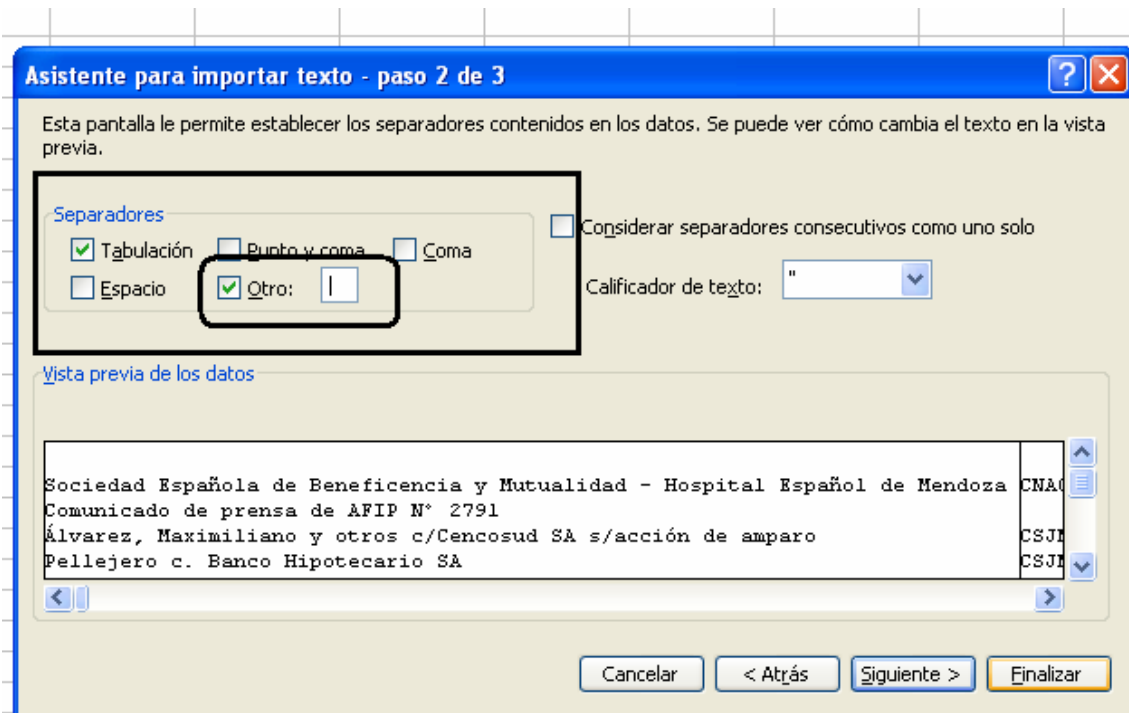 Asistente para importar texto - paso 2 de 3
Esta pantalla le permite establecer los separadores contenidos en los datos. Se puede ver cómo cambia el texto en la vista
previa.
Separadores
Tabulación Punto y coma Coma
Espacio Otro: |
Considerar separadores consecutivos como uno solo
Calificador de texto: "
Vista previa de los datos
Sociedad Española de Beneficencia y Mutualidad - Hospital Español de Mendoza
Comunicado de prensa de AFIP N° 2791
Álvarez, Maximiliano y otros c/Cencosud SA s/acción de amparo
Pellejero c. Banco Hipotecario SA
Cancelar < Atrás Siguiente > Finalizar